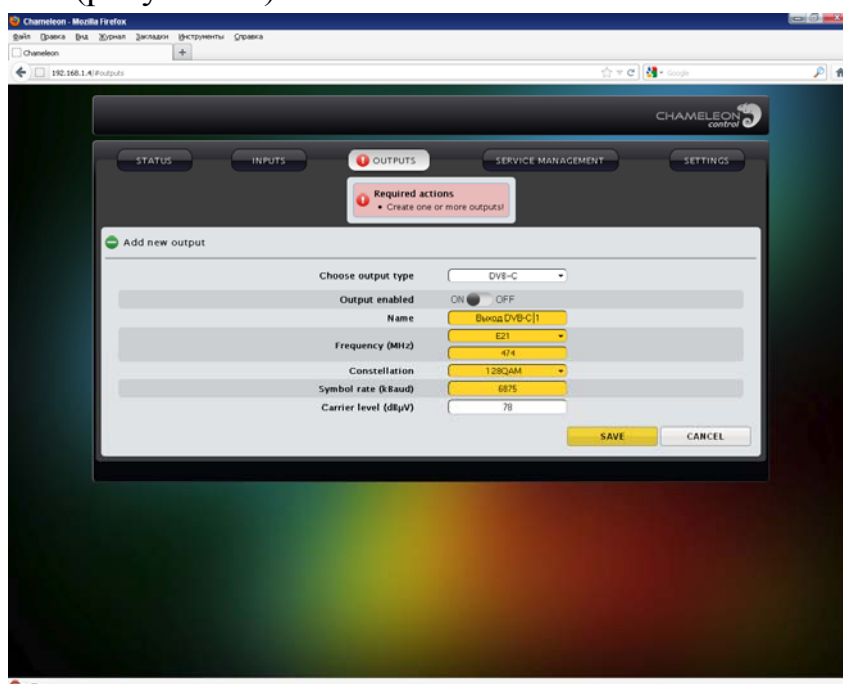 Chameleon - Mozilla Firefox
Файл Правка Вид Журнал Закладки Инструменты Справка
Chameleon
192.168.1.4/#outputs
Google
CHAMELEON
control
STATUS INPUTS OUTPUTS SERVICE MANAGEMENT SETTINGS
Required actions
• Create one or more outputs!
Add new output
Choose output type DVB-C
Output enabled ON OFF
Name Выход DVB-C|1
Frequency (MHz) E21
474
Constellation 128QAM
Symbol rate (kBaud) 6875
Carrier level (dBµV) 78
SAVE CANCEL